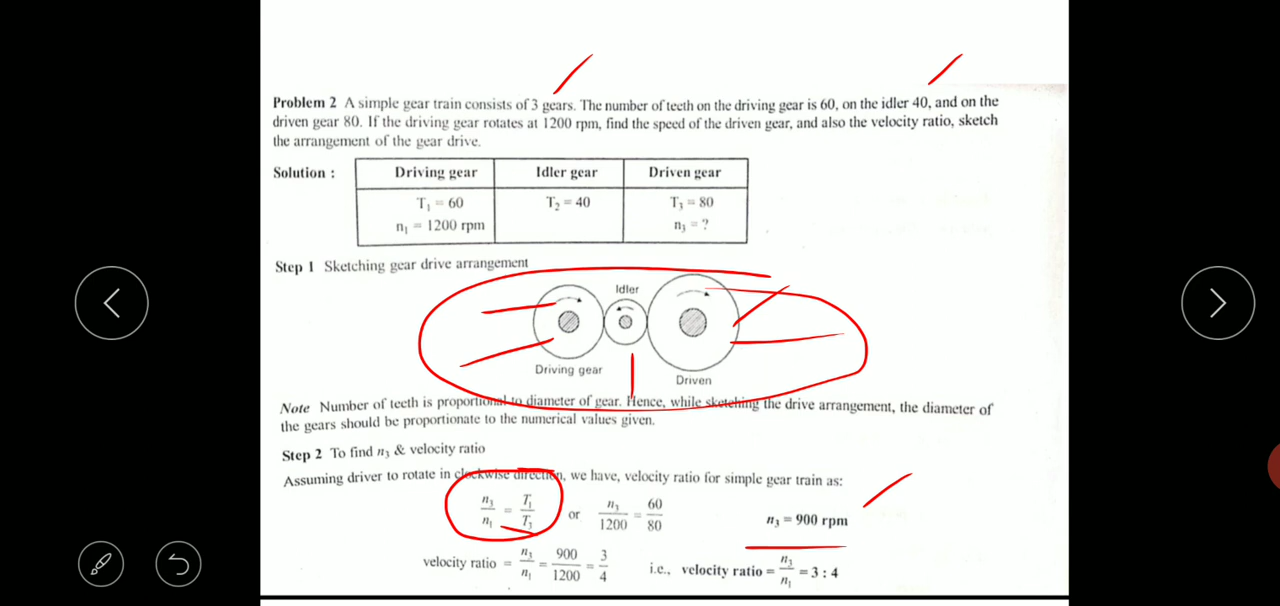 Problem 2 A simple gear train consists of 3 gears. The number of teeth on the driving gear is 60, on the idler 40, and on the
driven gear 80. If the driving gear rotates at 1200 rpm, find the speed of the driven gear, and also the velocity ratio, sketch
the arrangement of the gear drive.
Solution : Driving gear Idler gear Driven gear
T₁ = 60 T₂ = 40 T₃ = 80
n₁ = 1200 rpm n₃ = ?
Step 1 Sketching gear drive arrangement
Idler
Driving gear
Driven
Note Number of teeth is proportional to diameter of gear. Hence, while sketching the drive arrangement, the diameter of
the gears should be proportionate to the numerical values given.
Step 2 To find n₃ & velocity ratio
Assuming driver to rotate in clockwise direction, we have, velocity ratio for simple gear train as:
n₃/n₁ = T₁/T₃ or n₃/1200 = 60/80 n₃ = 900 rpm
velocity ratio = n₃/n₁ = 900/1200 = 3/4 i.e., velocity ratio = n₃/n₁ = 3 : 4